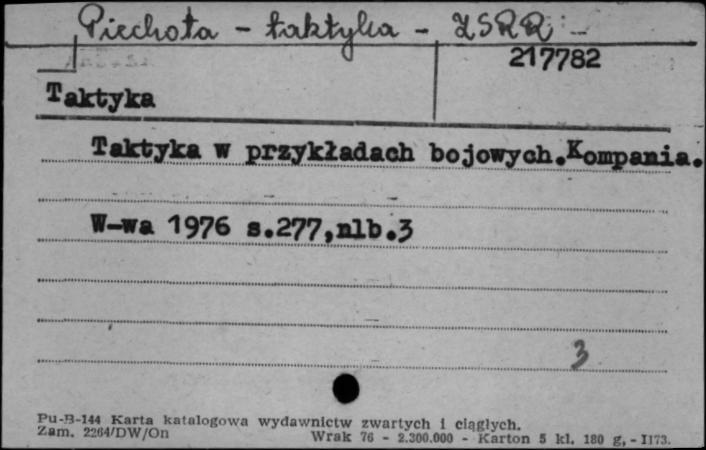 Piechota - taktyka - ZSRR -
217782
Taktyka
Taktyka w przykładach bojowych.Kompania.
W-wa 1976 s.277,nlb.3
3
Pu-B-144 Karta katalogowa wydawnictw zwartych i ciągłych.
Zam. 2264/DW/On Wrak 76 - 2.300.000 - Karton 5 kl. 180 g, - I173.